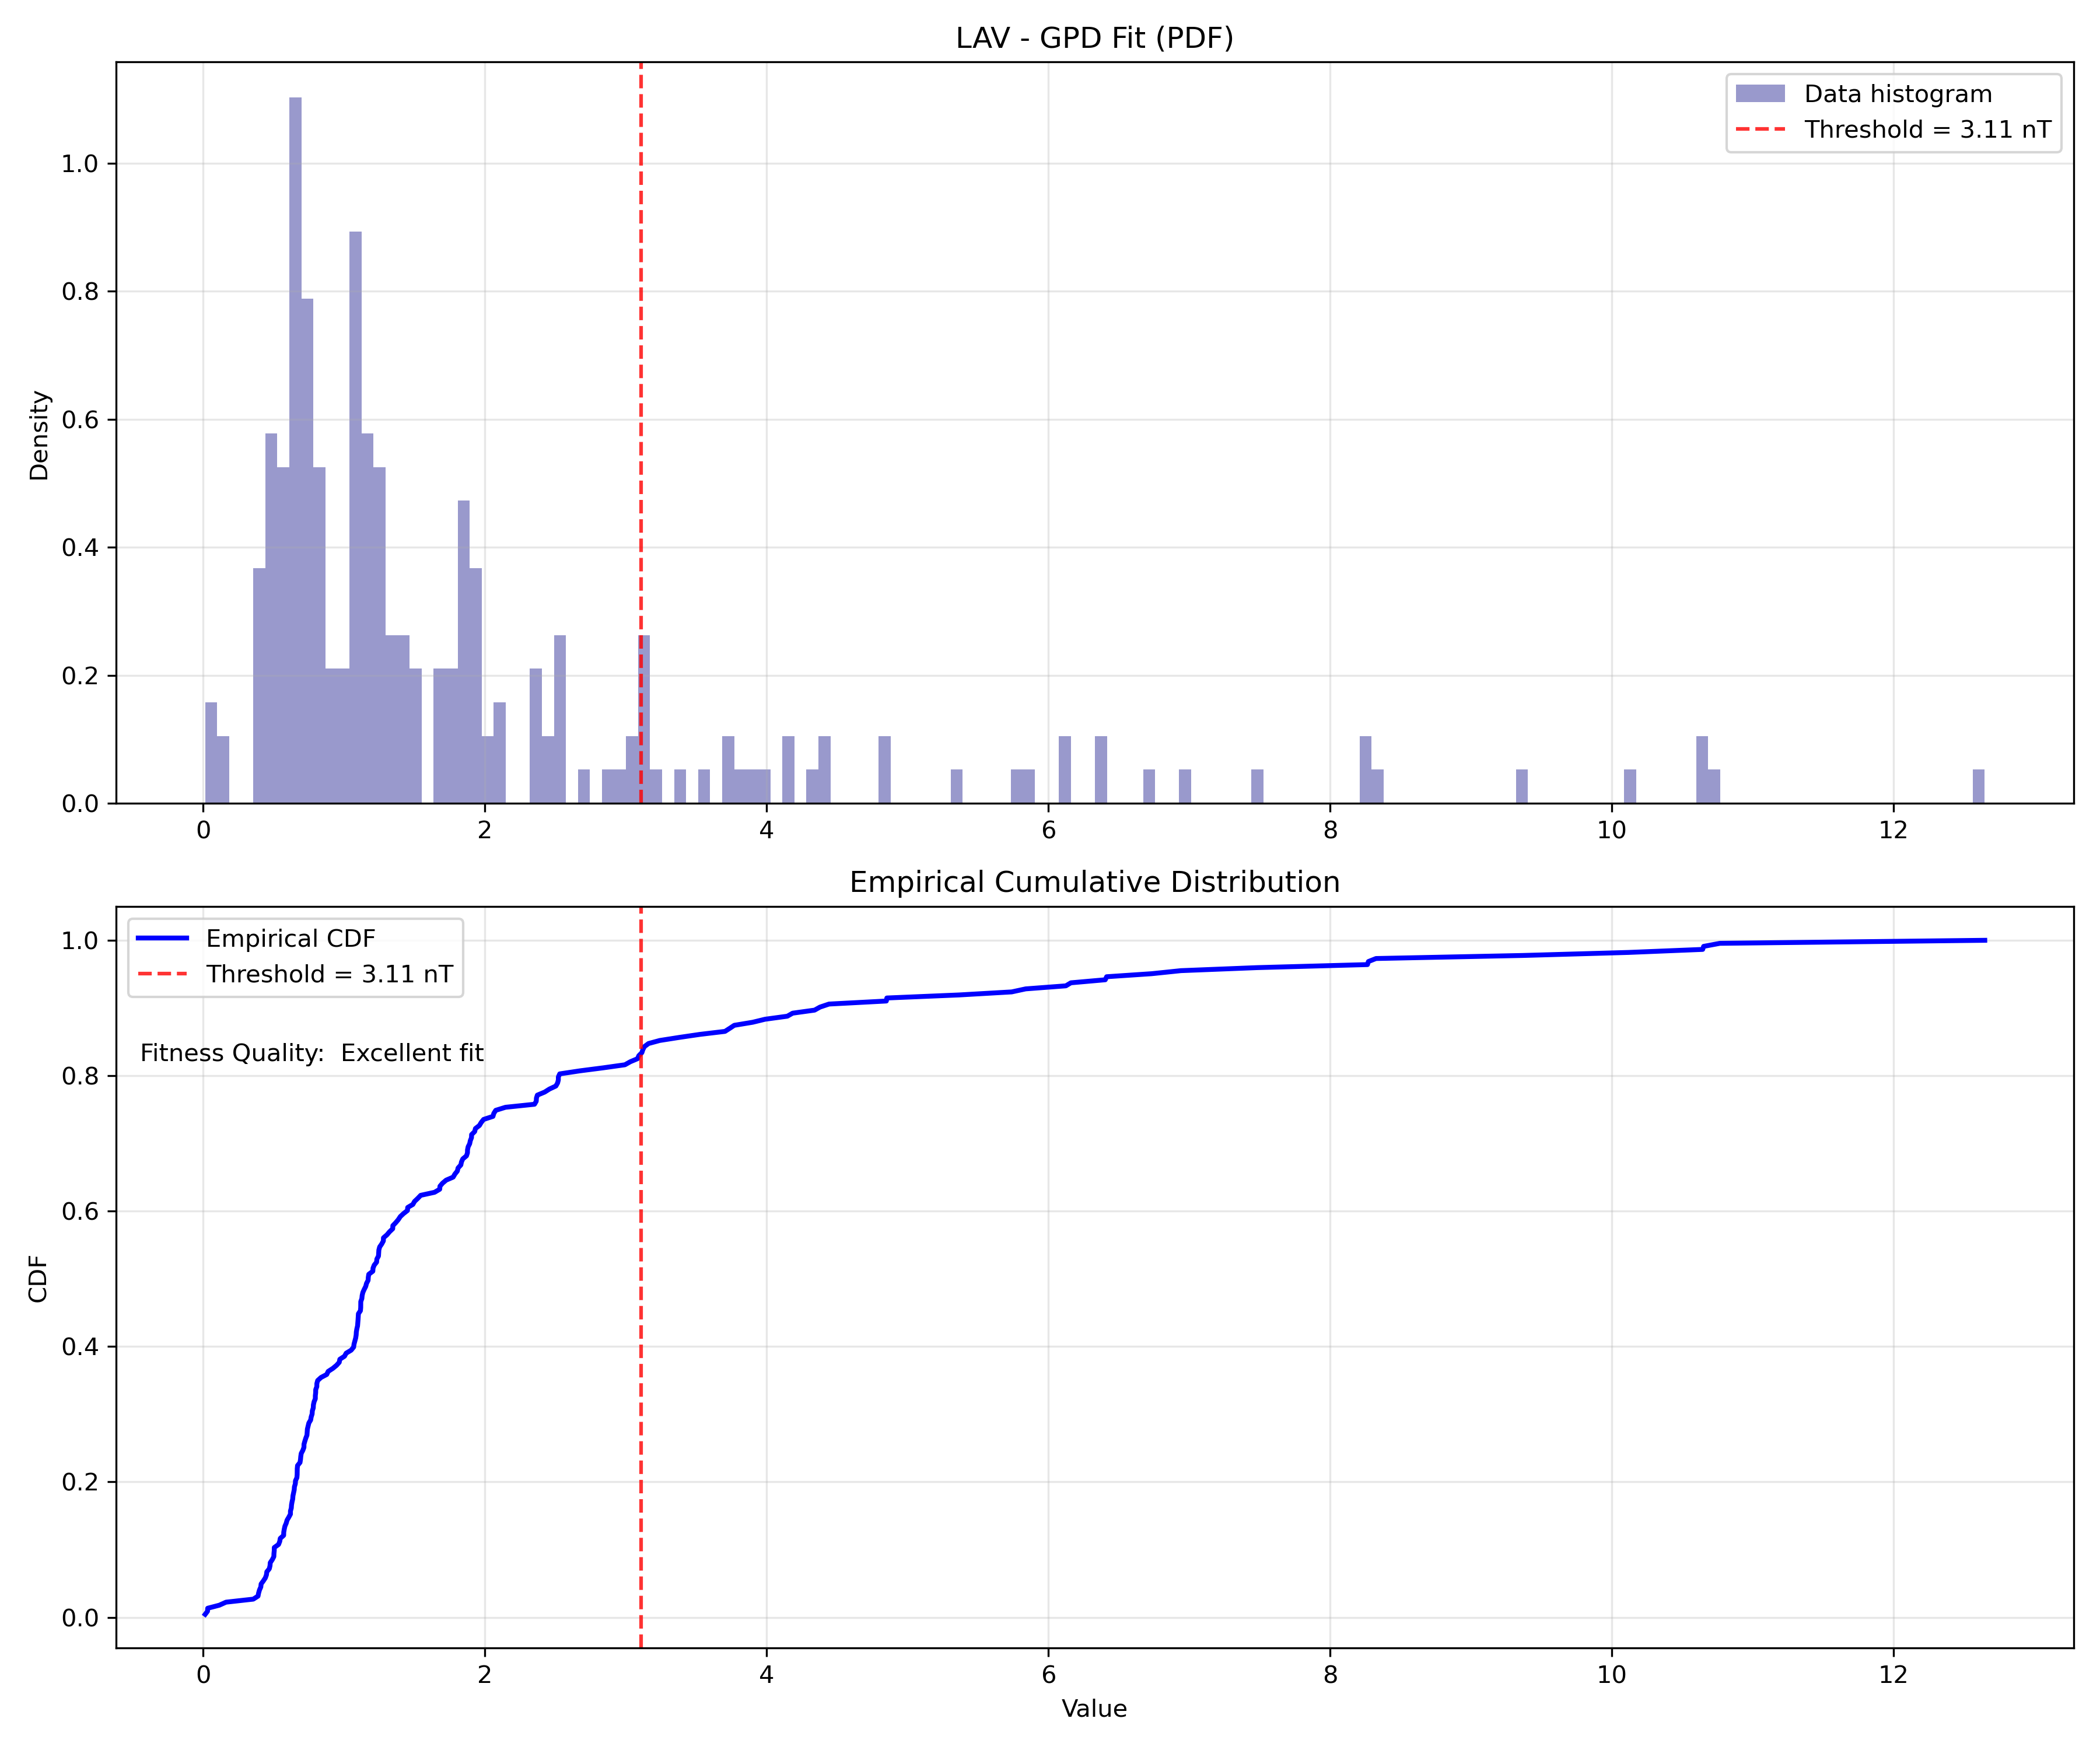 LAV - GPD Fit (PDF)
Data histogram
Threshold = 3.11 nT
Density
1.0
0.8
0.6
0.4
0.2
0.0
0 2 4 6 8 10 12
Empirical Cumulative Distribution
Empirical CDF
Threshold = 3.11 nT
Fitness Quality:  Excellent fit
CDF
1.0
0.8
0.6
0.4
0.2
0.0
0 2 4 6 8 10 12
Value